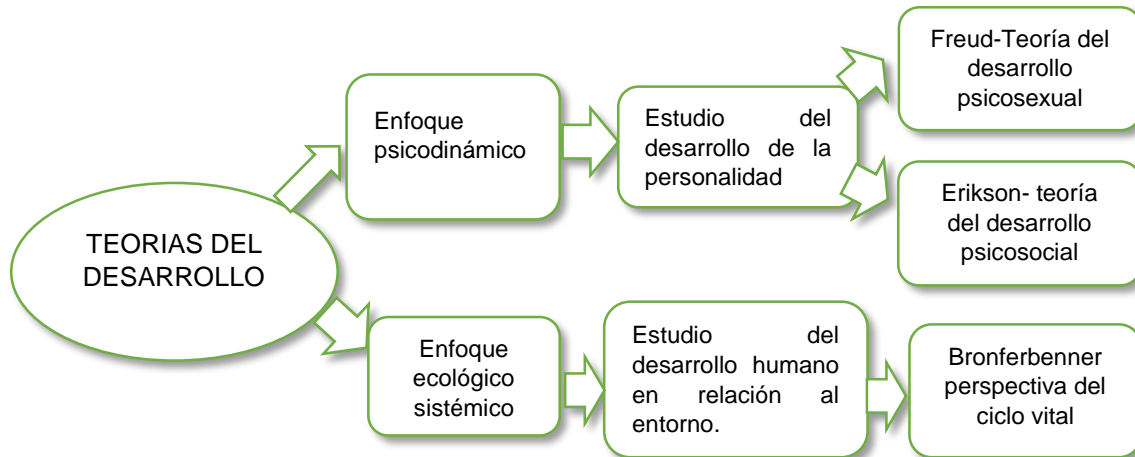 TEORIAS DEL
DESARROLLO
Enfoque
psicodinámico
Estudio del
desarrollo de la
personalidad
Freud-Teoría del
desarrollo
psicosexual
Erikson- teoría
del desarrollo
psicosocial
Enfoque
ecológico
sistémico
Estudio del
desarrollo humano
en relación al
entorno.
Bronferbenner
perspectiva del
ciclo vital